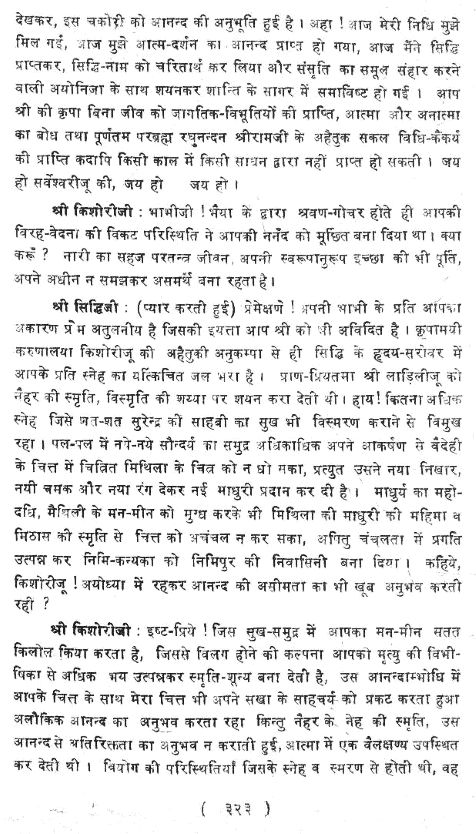 देखकर, इस चकोरी को आनन्द की अनुभूति हुई है । अहा ! आज मेरी निधि मुझे
मिल गई, आज मुझे आत्म-दर्शन का आनन्द प्राप्त हो गया, आज मैंने सिद्धि
प्राप्तकर, सिद्धि-नाम को चरितार्थ कर लिया और संसृति का समूल संहार करने
वाली अयोनिजा के साथ शयनकर शान्ति के सागर में समाविष्ट हो गई । आप
श्री की कृपा विना जीव को जागतिक-विभूतियों की प्राप्ति, आत्मा और अनात्मा
का बोध तथा पूर्णतम परब्रह्म रघुनन्दन श्रीरामजी के अहैतुक सकल विधि-कैंकर्य
की प्राप्ति कदापि किसी काल में किसी साधन द्वारा नहीं प्राप्त हो सकती । जय
हो सर्वेश्वरीजू की, जय हो जय हो ।
श्री किशोरीजी : भाभीजी ! भैया के द्वारा श्रवण-गोचर होते ही आपकी
विरह-वेदना की विकट परिस्थिति ने आपकी ननँद को मूर्छित बना दिया था । क्या
करूँ ? नारी का सहज परतन्त्र जीवन, अपनी स्वरूपानुरूप इच्छा की भी पूर्ति,
अपने अधीन न समझकर असमर्थ बना रहता है ।
श्री सिद्धिजी : (प्यार करती हुई) प्रेमेक्षणे ! अपनी भाभी के प्रति आपका
अकारण प्रेम अतुलनीय है जिसकी इयत्ता आप श्री को भी अविदित है । कृपामयी
करुणालया किशोरीजू की अहैतुकी अनुकम्पा से ही सिद्धि के हृदय-सरोवर में
आपके प्रति स्नेह का यत्किंचित जल भरा है । प्राण-प्रियतमा श्री लाड़िलीजू को
नैहर की स्मृति, विस्मृति की शय्या पर शयन करा देती थी । हाय! कितना अधिक
स्नेह जिसे शत-शत सुरेन्द्र की साहबी का सुख भी विस्मरण कराने से विमुख
रहा । पल-पल में नये-नये सौन्दर्य का समुद्र अधिकाधिक अपने आकर्षण से वैदेही
के चित्त में चित्रित मिथिला के चित्र को न धो सका, प्रत्युत उसने नया निखार,
नयी चमक और नया रंग देकर नई माधुरी प्रदान कर दी है । माधुर्य का महो-
दधि, मैथिली के मन-मीन को मुग्ध करके भी मिथिला की माधुरी की महिमा व
मिठास की स्मृति से चित्त को अचंचल न कर सका, अपितु चंचलता में प्रगति
उत्पन्न कर निमि-कन्यका को निमिपुर की निवासिनी बना दिया । कहिये,
किशोरीजू ! अयोध्या में रहकर आनन्द की असीमता का भी खूब अनुभव करती
रहीं ?
श्री किशोरीजी : इष्ट-प्रिये ! जिस सुख-समुद्र में आपका मन-मीन सतत
किलोल किया करता है, जिससे विलग होने की कल्पना आपको मृत्यु की विभी-
षिका से अधिक भय उत्पन्नकर स्मृति-शून्य बना देती है, उस आनन्दाम्भोधि में
आपके चित्त के साथ मेरा चित्त भी अपने सखा के साहचर्य को प्रकट करता हुआ
अलौकिक आनन्द का अनुभव करता रहा किन्तु नैहर के नेह की स्मृति, उस
आनन्द से अतिरिक्तता का अनुभव न कराती हुई, आत्मा में एक वैलक्षण्य उपस्थित
कर देती थी । वियोग की परिस्थितियाँ जिसके स्नेह व स्मरण से होती थी, वह
( ३२३ )